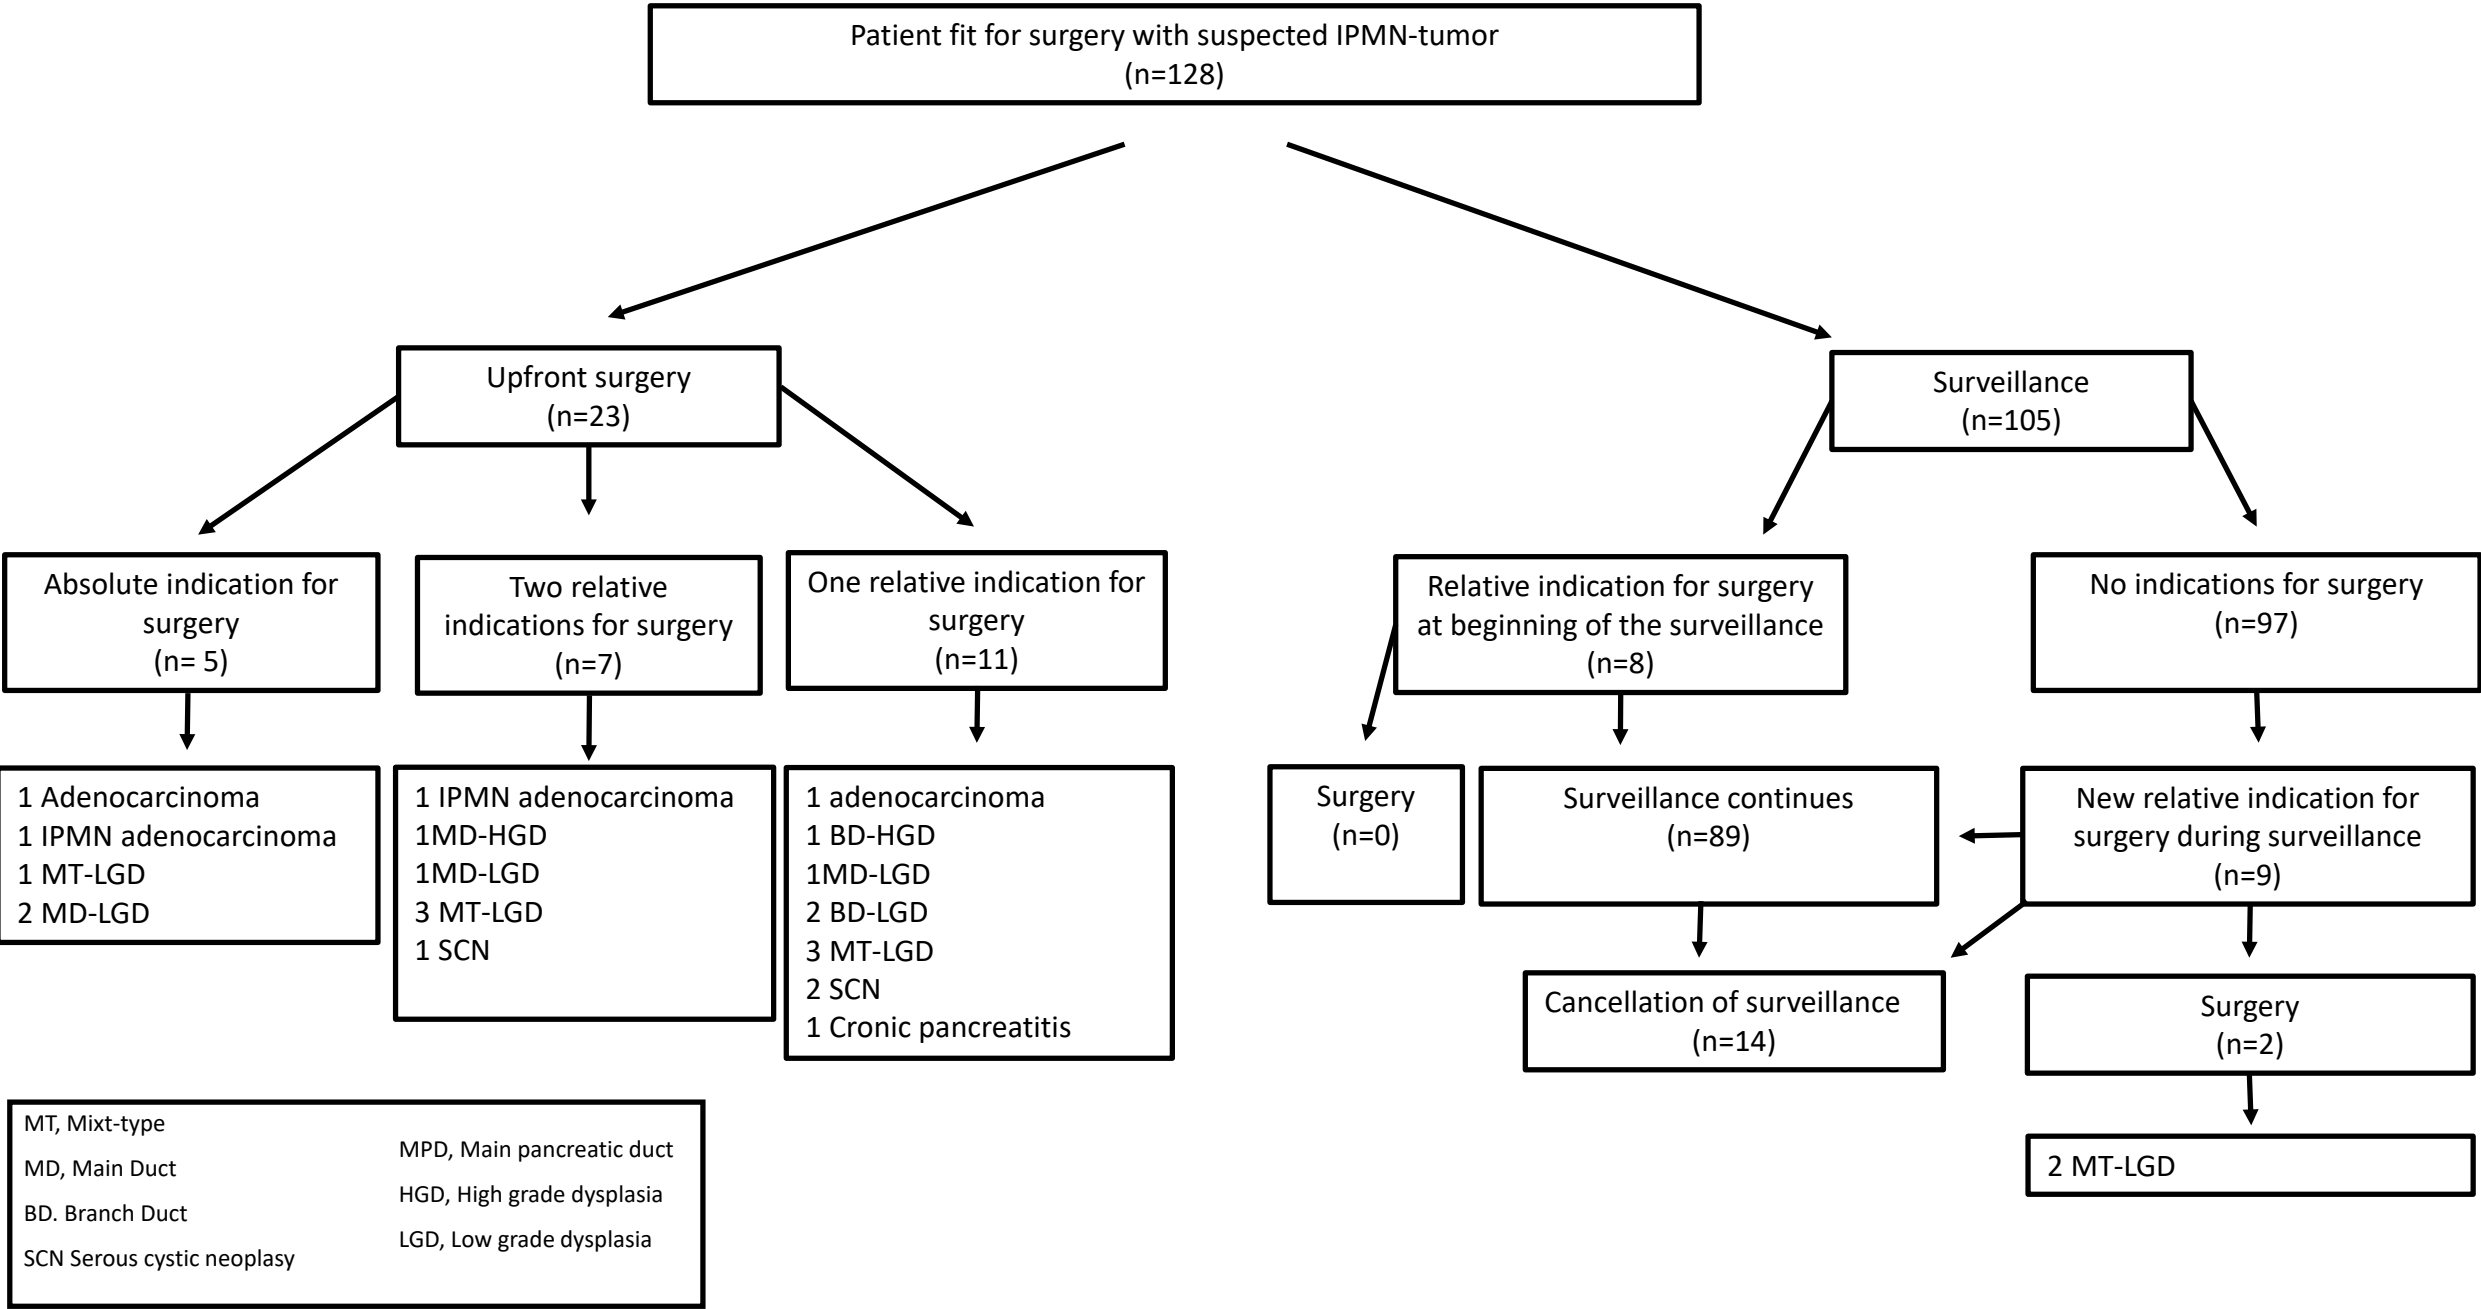 Patient fit for surgery with suspected IPMN-tumor
(n=128)
Upfront surgery
(n=23)
Surveillance
(n=105)
Absolute indication for
surgery
(n= 5)
Two relative
indications for surgery
(n=7)
One relative indication for
surgery
(n=11)
Relative indication for surgery
at beginning of the surveillance
(n=8)
No indications for surgery
(n=97)
1 Adenocarcinoma
1 IPMN adenocarcinoma
1 MT-LGD
2 MD-LGD
1 IPMN adenocarcinoma
1MD-HGD
1MD-LGD
3 MT-LGD
1 SCN
1 adenocarcinoma
1 BD-HGD
1MD-LGD
2 BD-LGD
3 MT-LGD
2 SCN
1 Cronic pancreatitis
Surgery
(n=0)
Surveillance continues
(n=89)
New relative indication for
surgery during surveillance
(n=9)
Cancellation of surveillance
(n=14)
Surgery
(n=2)
2 MT-LGD
MT, Mixt-type
MD, Main Duct
BD. Branch Duct
SCN Serous cystic neoplasy
MPD, Main pancreatic duct
HGD, High grade dysplasia
LGD, Low grade dysplasia